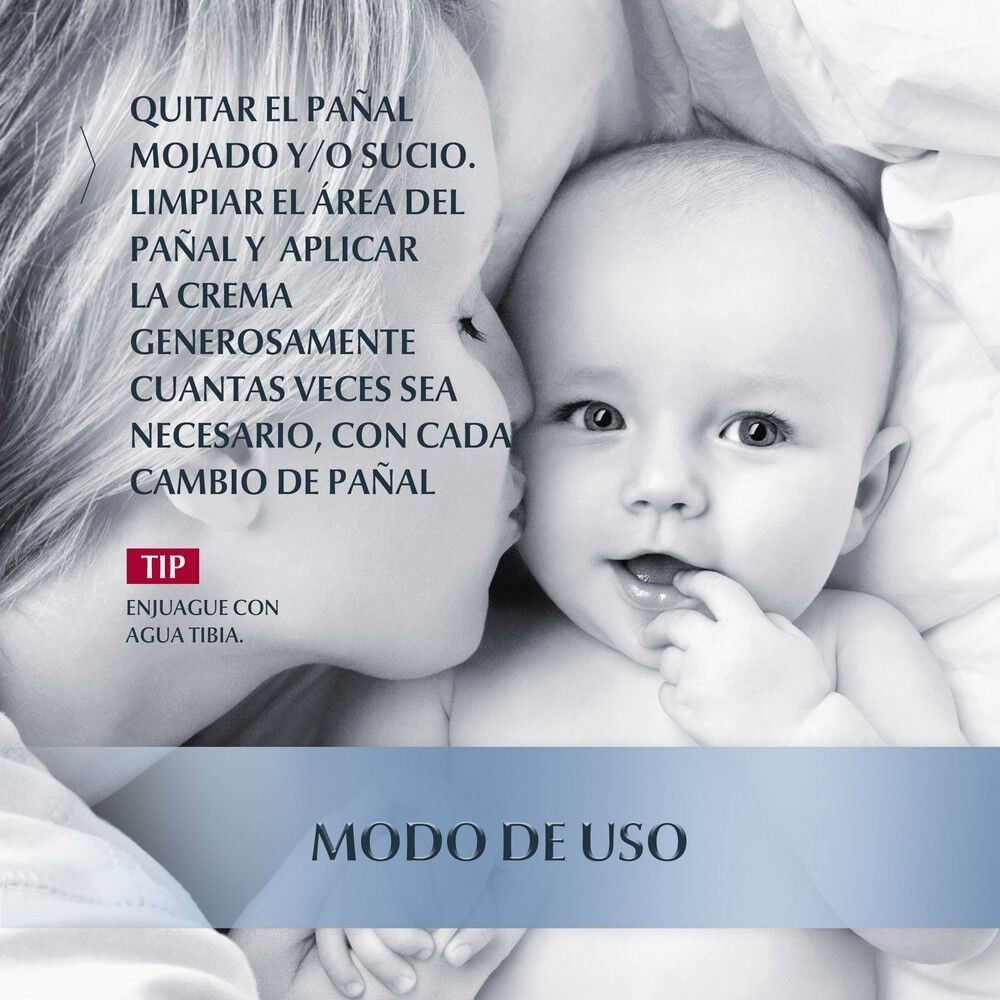 QUITAR EL PAÑAL
MOJADO Y/O SUCIO.
LIMPIAR EL ÁREA DEL
PAÑAL Y APLICAR
LA CREMA
GENEROSAMENTE
CUANTAS VECES SEA
NECESARIO, CON CADA
CAMBIO DE PAÑAL
TIP
ENJUAGUE CON
AGUA TIBIA.
MODO DE USO